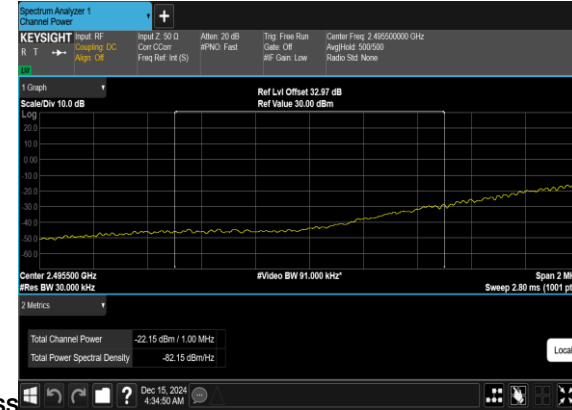 Spectrum Analyzer 1
Channel Power
KEYSIGHT
R T
LW
Input: RF
Coupling: DC
Align: Off
Input Z: 50 Ω
Corr CCorr
Freq Ref: Int (S)
Atten: 20 dB
#PNO: Fast
Trig: Free Run
Gate: Off
#IF Gain: Low
Center Freq: 2.495500000 GHz
Avg|Hold: 500/500
Radio Std: None
1 Graph
Scale/Div 10.0 dB
Ref Lvl Offset 32.97 dB
Ref Value 30.00 dBm
Log
20.0
10.0
0.00
-10.0
-20.0
-30.0
-40.0
-50.0
-60.0
Center 2.495500 GHz
#Res BW 30.000 kHz
#Video BW 91.000 kHz*
Span 2 M
Sweep 2.80 ms (1001 pt
2 Metrics
Total Channel Power -22.15 dBm / 1.00 MHz
Total Power Spectral Density -82.15 dBm/Hz
Local
ss
?
Dec 15, 2024
4:34:50 AM